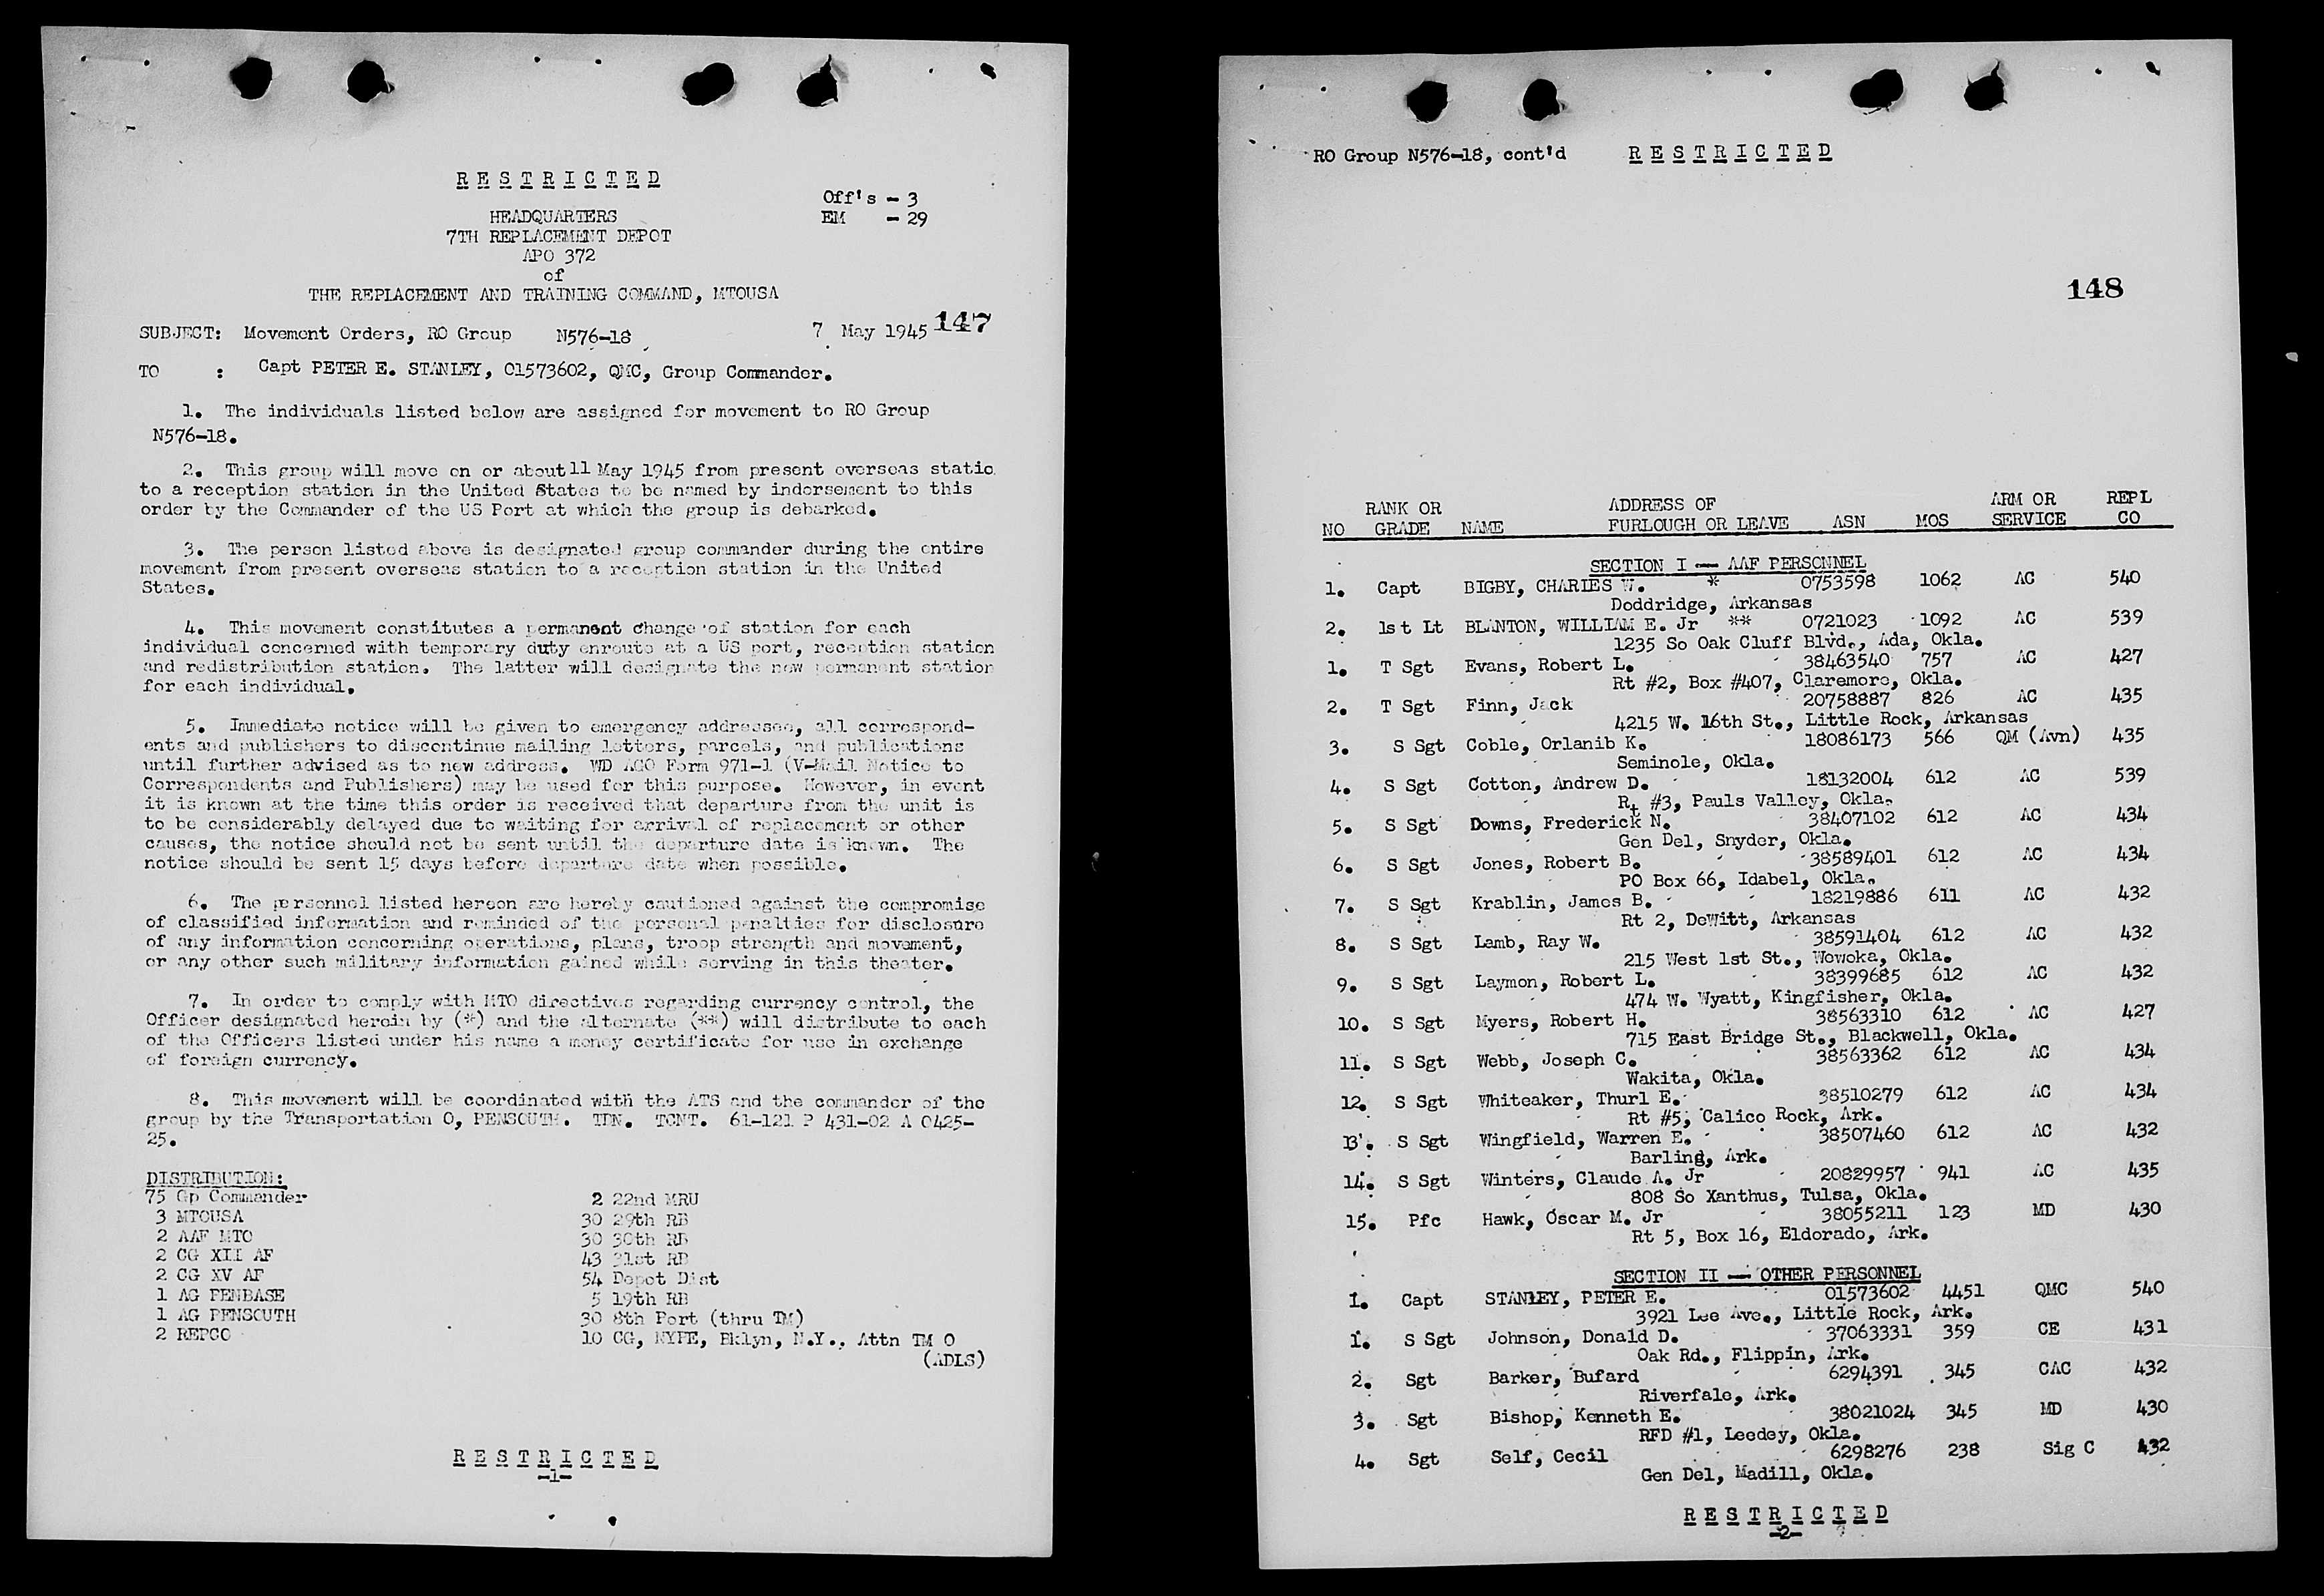 R E S T R I C T E D
Off's - 3
EM - 29
HEADQUARTERS
7TH REPLACEMENT DEPOT
APO 372
of
THE REPLACEMENT AND TRAINING COMMAND, MTOUSA
147
SUBJECT: Movement Orders, RO Group N576-18 7 May 1945
TO : Capt PETER E. STANLEY, 01573602, QMC, Group Commander.
1. The individuals listed below are assigned for movement to RO Group
N576-18.
2. This group will move on or about 11 May 1945 from present overseas statio
to a reception station in the United States to be named by indorsement to this
order by the Commander of the US Port at which the group is debarked.
3. The person listed above is designated group commander during the entire
movement from present overseas station to a reception station in the United
States.
4. This movement constitutes a permanent change of station for each
individual concerned with temporary duty enroute at a US port, reception station
and redistribution station. The latter will designate the new permanent station
for each individual.
5. Immediate notice will be given to emergency addressee, all correspond-
ents and publishers to discontinue mailing letters, parcels, and publications
until further advised as to new address. WD AGO Form 971-1 (V-Mail Notice to
Correspondents and Publishers) may be used for this purpose. However, in event
it is known at the time this order is received that departure from the unit is
to be considerably delayed due to waiting for arrival of replacement or other
causes, the notice should not be sent until the departure date is known. The
notice should be sent 15 days before departure date when possible.
6. The personnel listed hereon are hereby cautioned against the compromise
of classified information and reminded of the personal penalties for disclosure
of any information concerning operations, plans, troop strength and movement,
or any other such military information gained while serving in this theater.
7. In order to comply with MTO directives regarding currency control, the
Officer designated herein by (*) and the alternate (**) will distribute to each
of the Officers listed under his name a money certificate for use in exchange
of foreign currency.
8. This movement will be coordinated with the ATS and the commander of the
group by the Transportation O, PENSOUTH. TDN. TCNT. 61-121 P 431-02 A 0425-
25.
DISTRIBUTION:
75 Gp Commander 2 22nd MRU
3 MTOUSA 30 29th RB
2 AAF MTO 30 30th RB
2 CG XII AF 43 31st RB
2 CG XV AF 54 Depot Dist
1 AG PENBASE 5 19th RB
1 AG PENSOUTH 30 8th Port (thru TM)
2 REPCO 10 CG, NYPE, Bklyn, N.Y., Attn TM O
(ADLS)
R E S T R I C T E D
-1-
RO Group N576-18, cont'd R E S T R I C T E D
148
RANK OR ADDRESS OF ARM OR REPL
NO GRADE NAME FURLOUGH OR LEAVE ASN MOS SERVICE CO
SECTION I — AAF PERSONNEL
1. Capt BIGBY, CHARLES W. * 0753598 1062 AC 540
Doddridge, Arkansas
2. 1st Lt BLANTON, WILLIAM E. Jr ** 0721023 1092 AC 539
1235 So Oak Cluff Blvd., Ada, Okla.
1. T Sgt Evans, Robert L. 38463540 757 AC 427
Rt #2, Box #407, Claremore, Okla.
2. T Sgt Finn, Jack 20758887 826 AC 435
4215 W. 16th St., Little Rock, Arkansas
3. S Sgt Coble, Orlanib K. 18086173 566 QM (Avn) 435
Seminole, Okla.
4. S Sgt Cotton, Andrew D. 18132004 612 AC 539
Rt #3, Pauls Valley, Okla.
5. S Sgt Downs, Frederick N. 38407102 612 AC 434
Gen Del, Snyder, Okla.
6. S Sgt Jones, Robert B. 38589401 612 AC 434
PO Box 66, Idabel, Okla.
7. S Sgt Krablin, James B. 18219886 611 AC 432
Rt 2, DeWitt, Arkansas
8. S Sgt Lamb, Ray W. 38591404 612 AC 432
215 West 1st St., Wowoka, Okla.
9. S Sgt Laymon, Robert L. 38399685 612 AC 432
474 W. Wyatt, Kingfisher, Okla.
10. S Sgt Myers, Robert H. 38563310 612 AC 427
715 East Bridge St., Blackwell, Okla.
11. S Sgt Webb, Joseph C. 38563362 612 AC 434
Wakita, Okla.
12. S Sgt Whiteaker, Thurl E. 38510279 612 AC 434
Rt #5, Calico Rock, Ark.
13. S Sgt Wingfield, Warren E. 38507460 612 AC 432
Barling, Ark.
14. S Sgt Winters, Claude A. Jr 20829957 941 AC 435
808 So Xanthus, Tulsa, Okla.
15. Pfc Hawk, Oscar M. Jr 38055211 123 MD 430
Rt 5, Box 16, Eldorado, Ark.
SECTION II — OTHER PERSONNEL
1. Capt STANLEY, PETER E. 01573602 4451 QMC 540
3921 Lee Ave., Little Rock, Ark.
1. S Sgt Johnson, Donald D. 37063331 359 CE 431
Oak Rd., Flippin, Ark.
2. Sgt Barker, Bufard 6294391 345 CAC 432
Riverfale, Ark.
3. Sgt Bishop, Kenneth E. 38021024 345 MD 430
RFD #1, Leedey, Okla.
4. Sgt Self, Cecil 6298276 238 Sig C 432
Gen Del, Madill, Okla.
R E S T R I C T E D
-2-